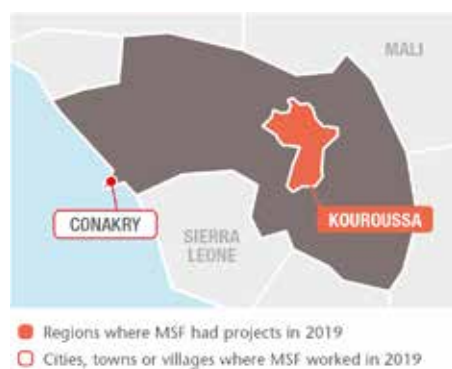 MALI
CONAKRY
KOUROUSSA
SIERRA
LEONE
Regions where MSF had projects in 2019
Cities, towns or villages where MSF worked in 2019